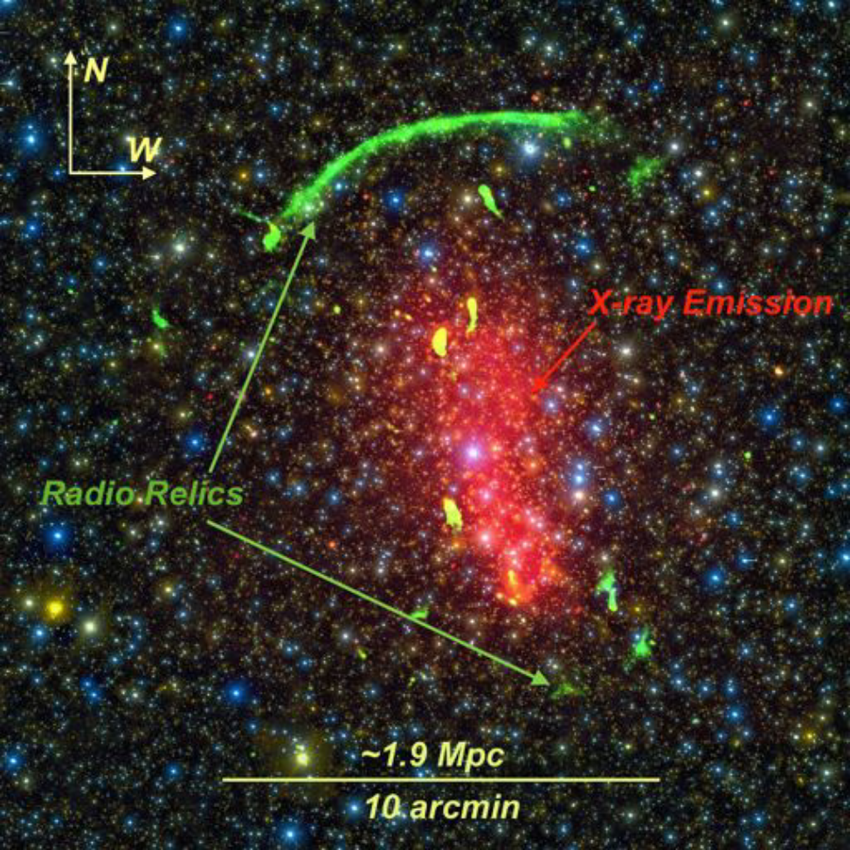 N
W
X-ray Emission
Radio Relics
~1.9 Mpc
10 arcmin